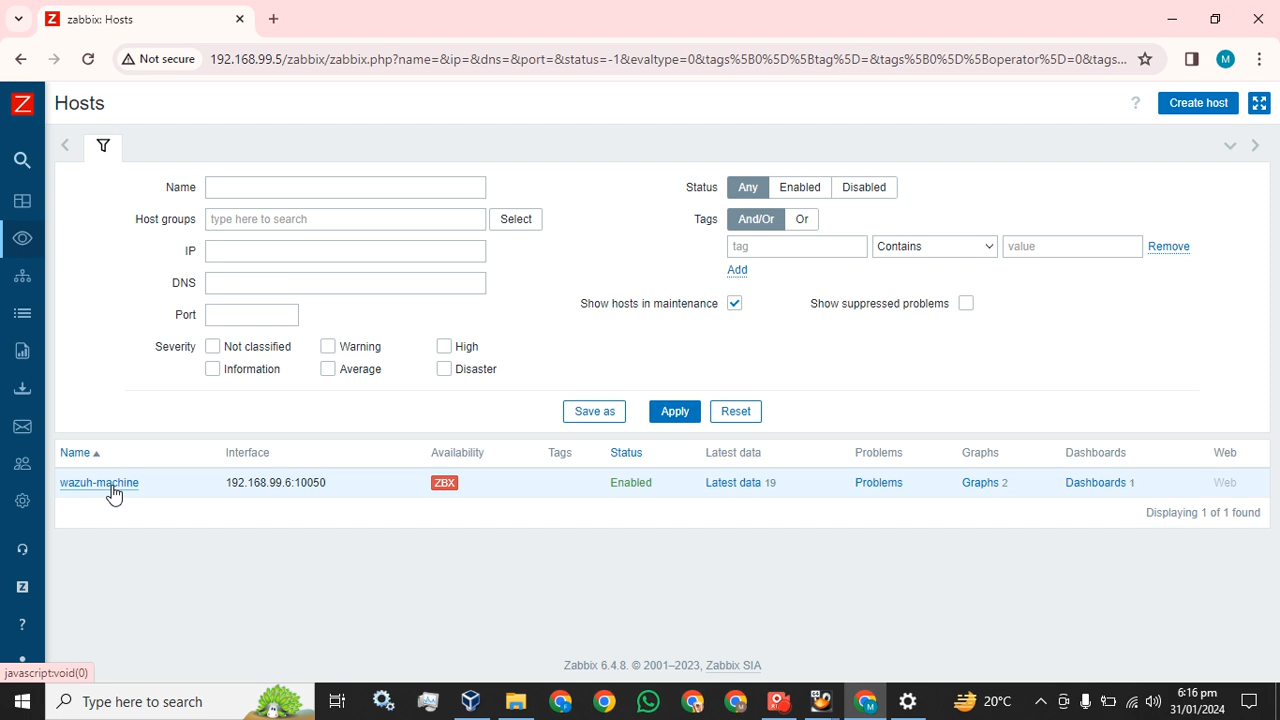 zabbix: Hosts
Not secure 192.168.99.5/zabbix/zabbix.php?name=&ip=&dns=&port=&status=-1&evaltype=0&tags%5B0%5D%5Btag%5D=&tags%5B0%5D%5Boperator%5D=0&tags... M
Z Hosts ? Create host
Name Status Any Enabled Disabled
Host groups type here to search Select Tags And/Or Or
IP tag Contains value Remove
DNS Add
Show hosts in maintenance Show suppressed problems
Port
Severity Not classified Warning High
Information Average Disaster
Save as Apply Reset
Name Interface Availability Tags Status Latest data Problems Graphs Dashboards Web
wazuh-machine 192.168.99.6:10050 ZBX Enabled Latest data 19 Problems Graphs 2 Dashboards 1 Web
Displaying 1 of 1 found
Z
?
Zabbix 6.4.8. © 2001–2023, Zabbix SIA
javascript:void(0)
Type here to search 20°C 6:16 pm
31/01/2024